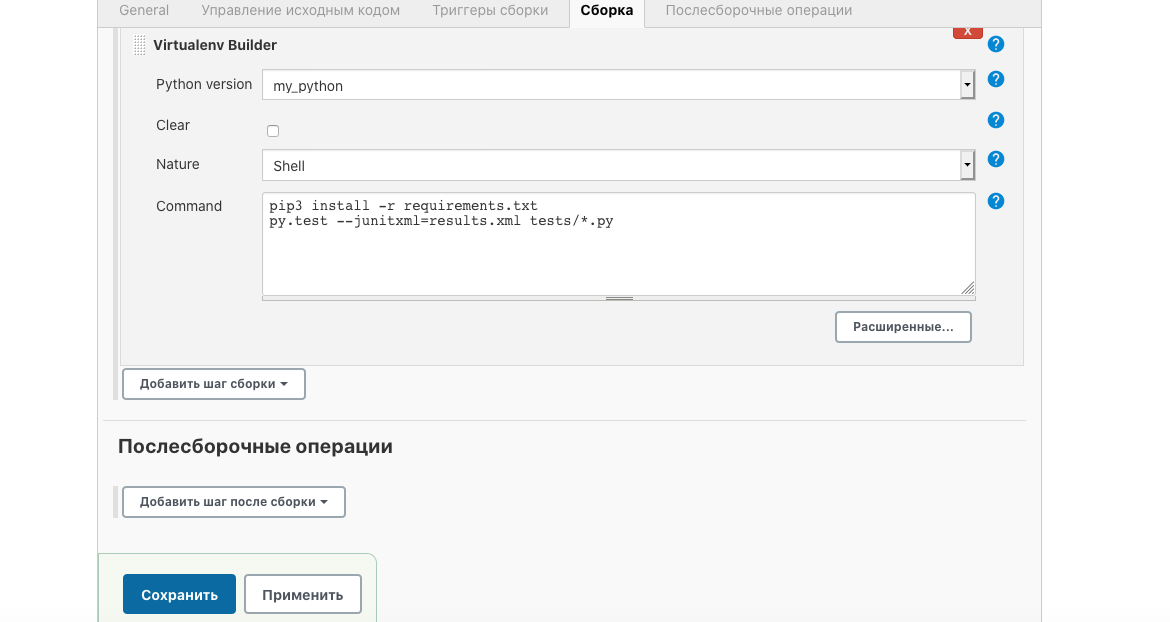 General Управление исходным кодом Триггеры сборки Сборка Послесборочные операции
Virtualenv Builder
X
?
Python version my_python
?
Clear
?
Nature Shell
?
Command
pip3 install -r requirements.txt
py.test --junitxml=results.xml tests/*.py
?
Расширенные...
Добавить шаг сборки
Послесборочные операции
Добавить шаг после сборки
Сохранить Применить